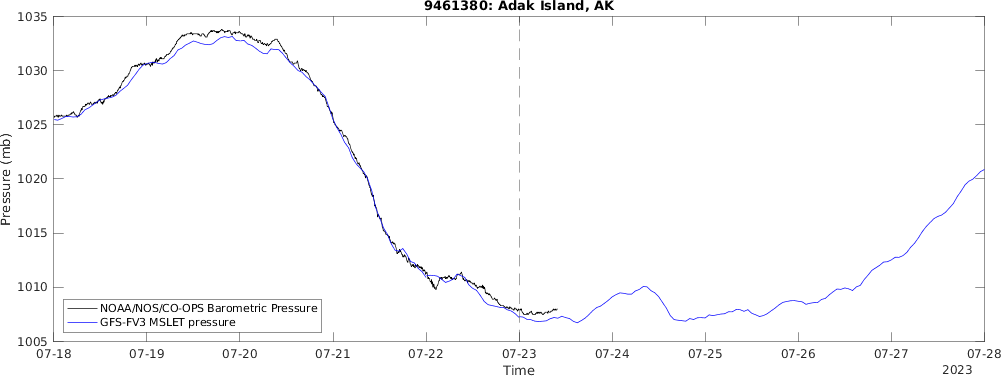 9461380: Adak Island, AK
1035
1030
1025
1020
1015
1010
1005
Pressure (mb)
NOAA/NOS/CO-OPS Barometric Pressure
GFS-FV3 MSLET pressure
07-18 07-19 07-20 07-21 07-22 07-23 07-24 07-25 07-26 07-27 07-28
Time
2023